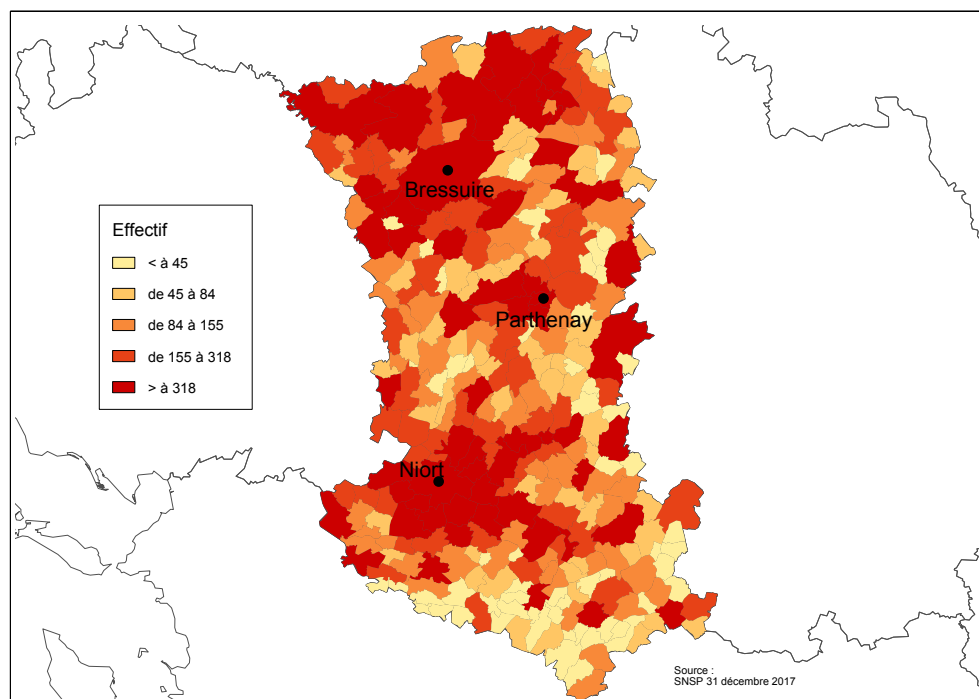 Bressuire
Effectif
< à 45
de 45 à 84
de 84 à 155
de 155 à 318
> à 318
Parthenay
Niort
Source :
SNSP 31 décembre 2017